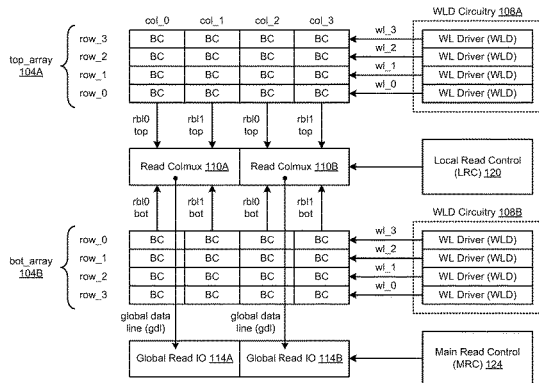 col_0 col_1 col_2 col_3 WLD Circuitry 108A
row_3 BC BC BC BC wl_3 WL Driver (WLD)
row_2 BC BC BC BC wl_2 WL Driver (WLD)
top_array
104A
row_1 BC BC BC BC wl_1 WL Driver (WLD)
row_0 BC BC BC BC wl_0 WL Driver (WLD)
rbl0 rbl1 rbl0 rbl1
top top top top
Read Colmux 110A Read Colmux 110B Local Read Control
(LRC) 120
rbl0 rbl1 rbl0 rbl1
bot bot bot bot
WLD Circuitry 108B
row_0 BC BC BC BC wl_3 WL Driver (WLD)
row_1 BC BC BC BC wl_2 WL Driver (WLD)
bot_array
104B
row_2 BC BC BC BC wl_1 WL Driver (WLD)
row_3 BC BC BC BC wl_0 WL Driver (WLD)
global data global data
line (gdl) line (gdl)
Global Read IO 114A Global Read IO 114B Main Read Control
(MRC) 124